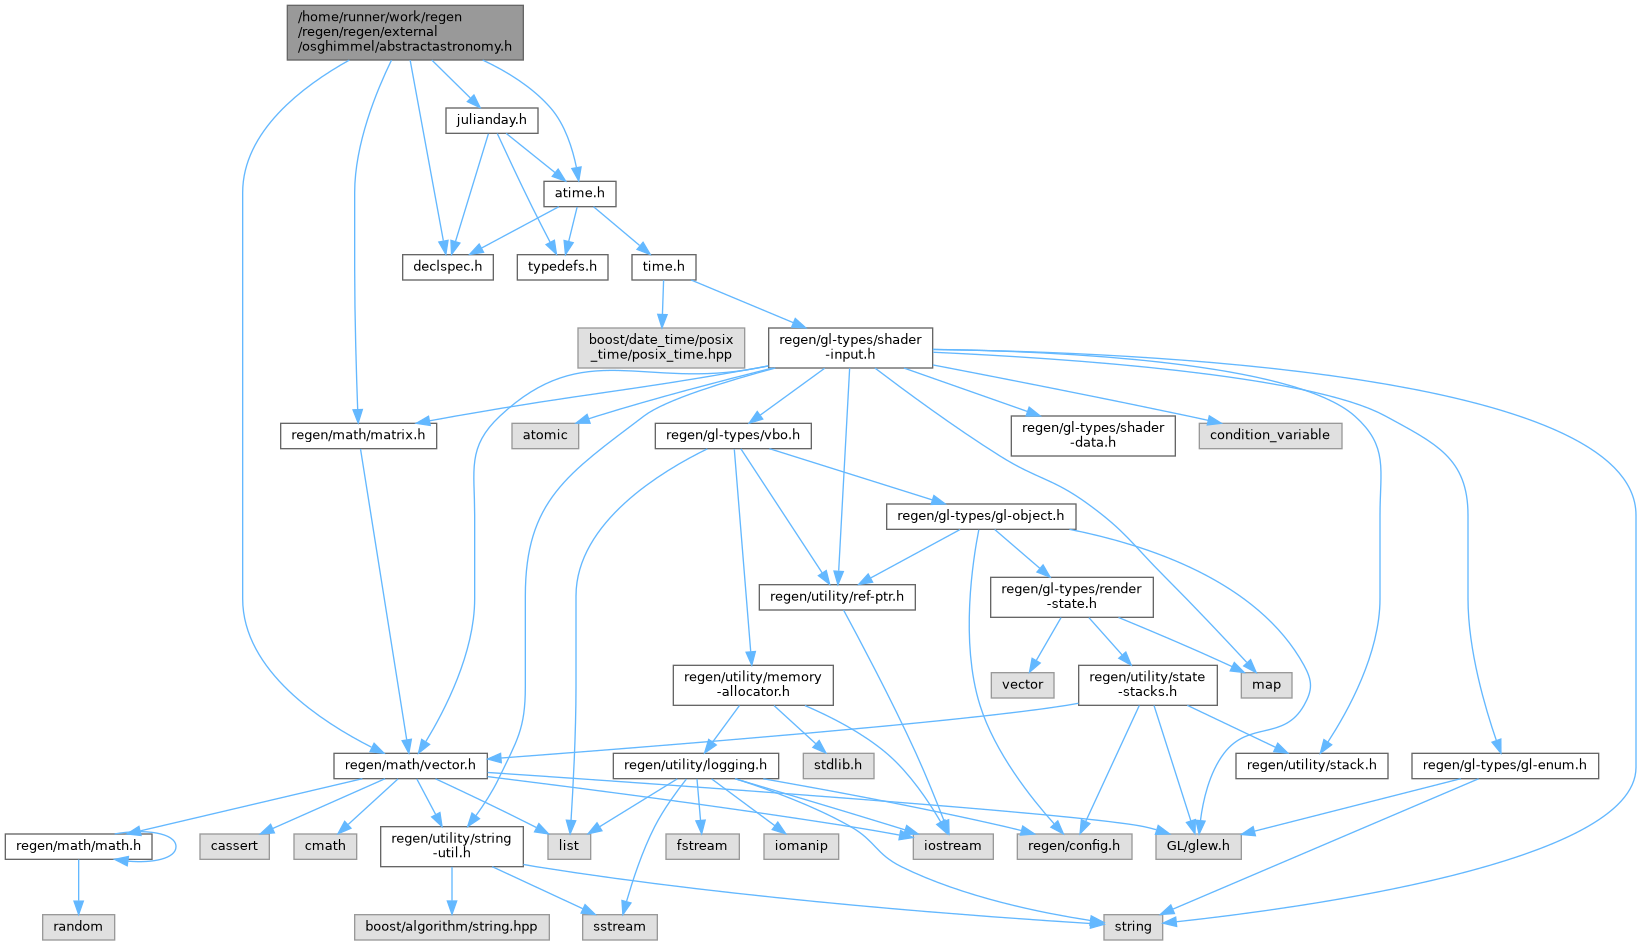 /home/runner/work/regen
/regen/regen/external
/osghimmel/abstractastronomy.h
julianday.h
atime.h
declspec.h
typedefs.h
time.h
boost/date_time/posix
_time/posix_time.hpp
regen/gl-types/shader
-input.h
regen/math/matrix.h
atomic
regen/gl-types/vbo.h
regen/gl-types/shader
-data.h
condition_variable
regen/gl-types/gl-object.h
regen/utility/ref-ptr.h
regen/gl-types/render
-state.h
regen/utility/memory
-allocator.h
vector
regen/utility/state
-stacks.h
map
regen/math/vector.h
regen/utility/logging.h
stdlib.h
regen/utility/stack.h
regen/gl-types/gl-enum.h
regen/math/math.h
cassert
cmath
regen/utility/string
-util.h
list
fstream
iomanip
iostream
regen/config.h
GL/glew.h
random
boost/algorithm/string.hpp
sstream
string